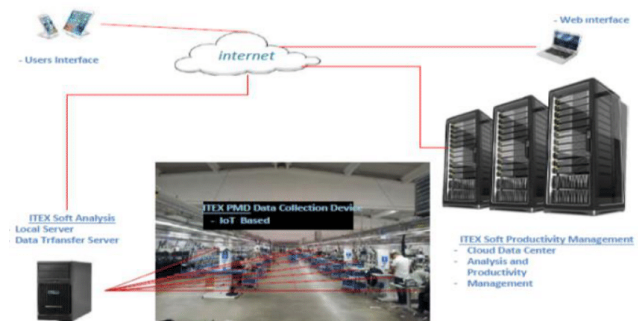 - Web interface
internet
- Users Interface
ITEX PMD Data Collection Device
- IoT Based
ITEX Soft Analysis
Local Server
Data Trfansfer Server
ITEX Soft Productivity Management
- Cloud Data Center
- Analysis and
Productivity
- Management